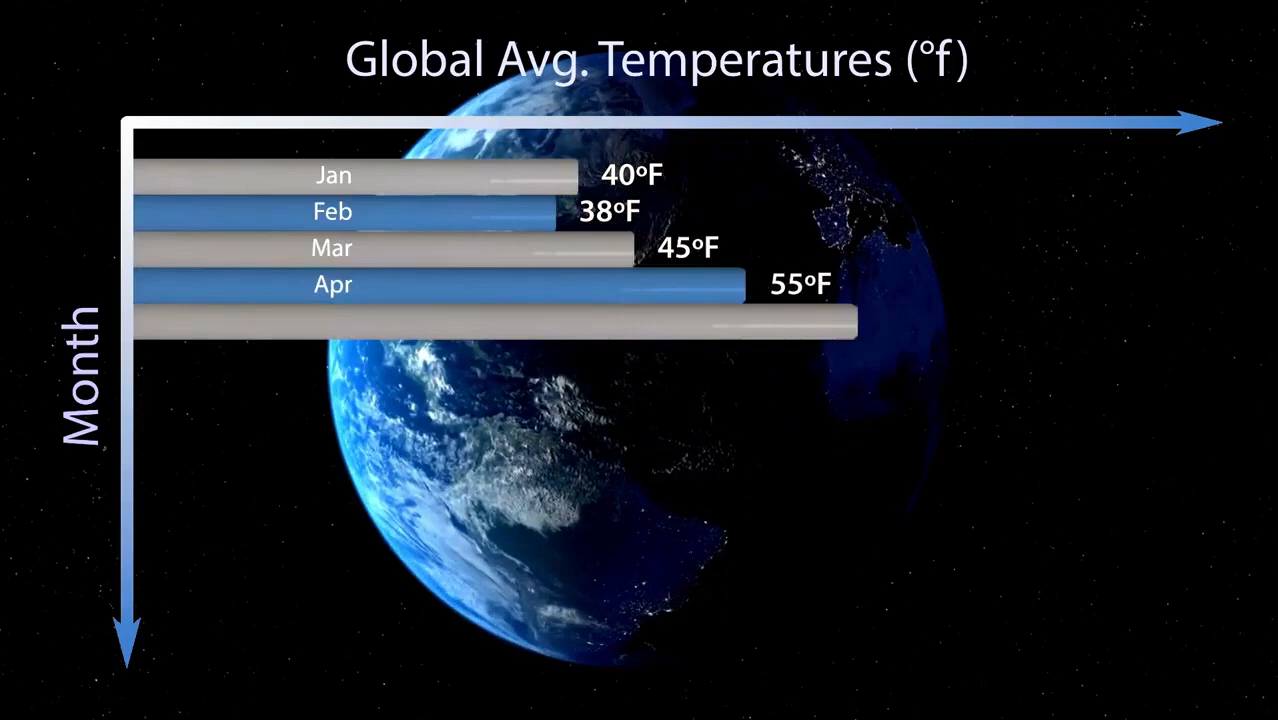 Global Avg. Temperatures (°f)
Jan 40ºF
Feb 38ºF
Mar 45ºF
Apr 55ºF
Month